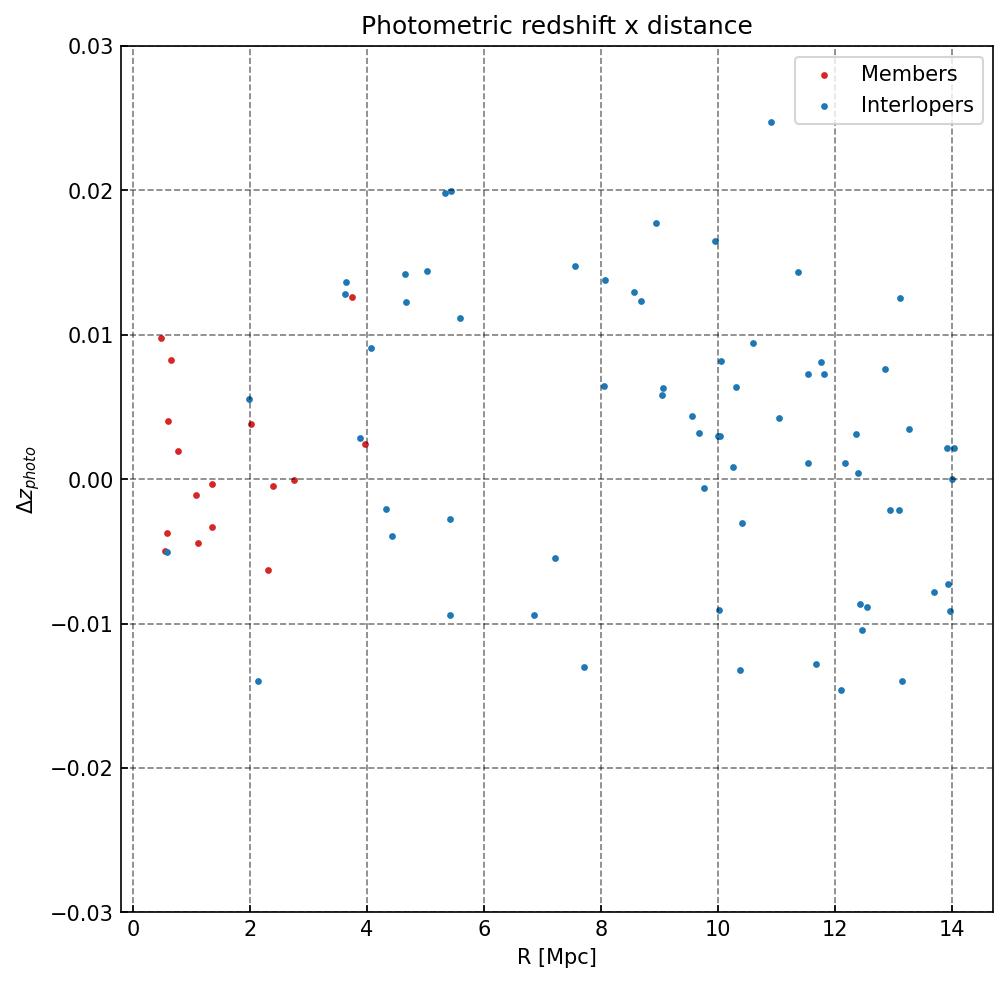 Photometric redshift x distance
Members
Interlopers
0.03
0.02
0.01
0.00
−0.01
−0.02
−0.03
Δz_photo
0 2 4 6 8 10 12 14
R [Mpc]